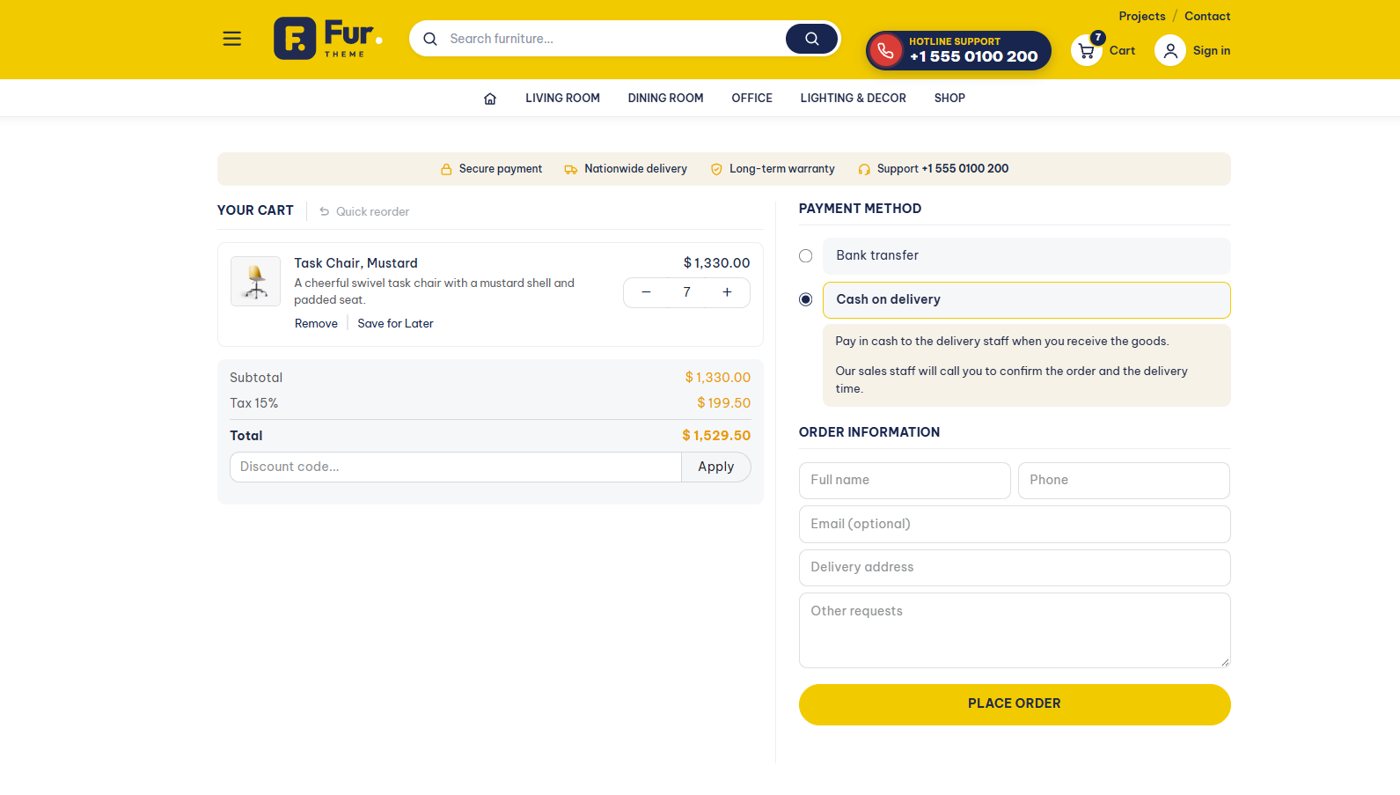 Projects / Contact
F. Fur.
THEME
Search furniture...
HOTLINE SUPPORT
+1 555 0100 200
7
Cart
Sign in
LIVING ROOM
DINING ROOM
OFFICE
LIGHTING & DECOR
SHOP
Secure payment
Nationwide delivery
Long-term warranty
Support +1 555 0100 200
YOUR CART
Quick reorder
Task Chair, Mustard
$ 1,330.00
A cheerful swivel task chair with a mustard shell and
padded seat.
− 7 +
Remove
Save for Later
Subtotal
$ 1,330.00
Tax 15%
$ 199.50
Total
$ 1,529.50
Discount code...
Apply
PAYMENT METHOD
Bank transfer
Cash on delivery
Pay in cash to the delivery staff when you receive the goods.
Our sales staff will call you to confirm the order and the delivery
time.
ORDER INFORMATION
Full name
Phone
Email (optional)
Delivery address
Other requests
PLACE ORDER